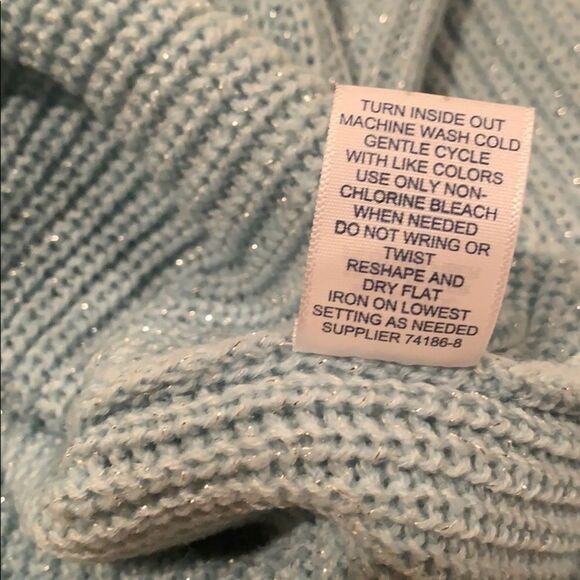 TURN INSIDE OUT
MACHINE WASH COLD
GENTLE CYCLE
WITH LIKE COLORS
USE ONLY NON-
CHLORINE BLEACH
WHEN NEEDED
DO NOT WRING OR
TWIST
RESHAPE AND
DRY FLAT
IRON ON LOWEST
SETTING AS NEEDED
SUPPLIER 74186-8